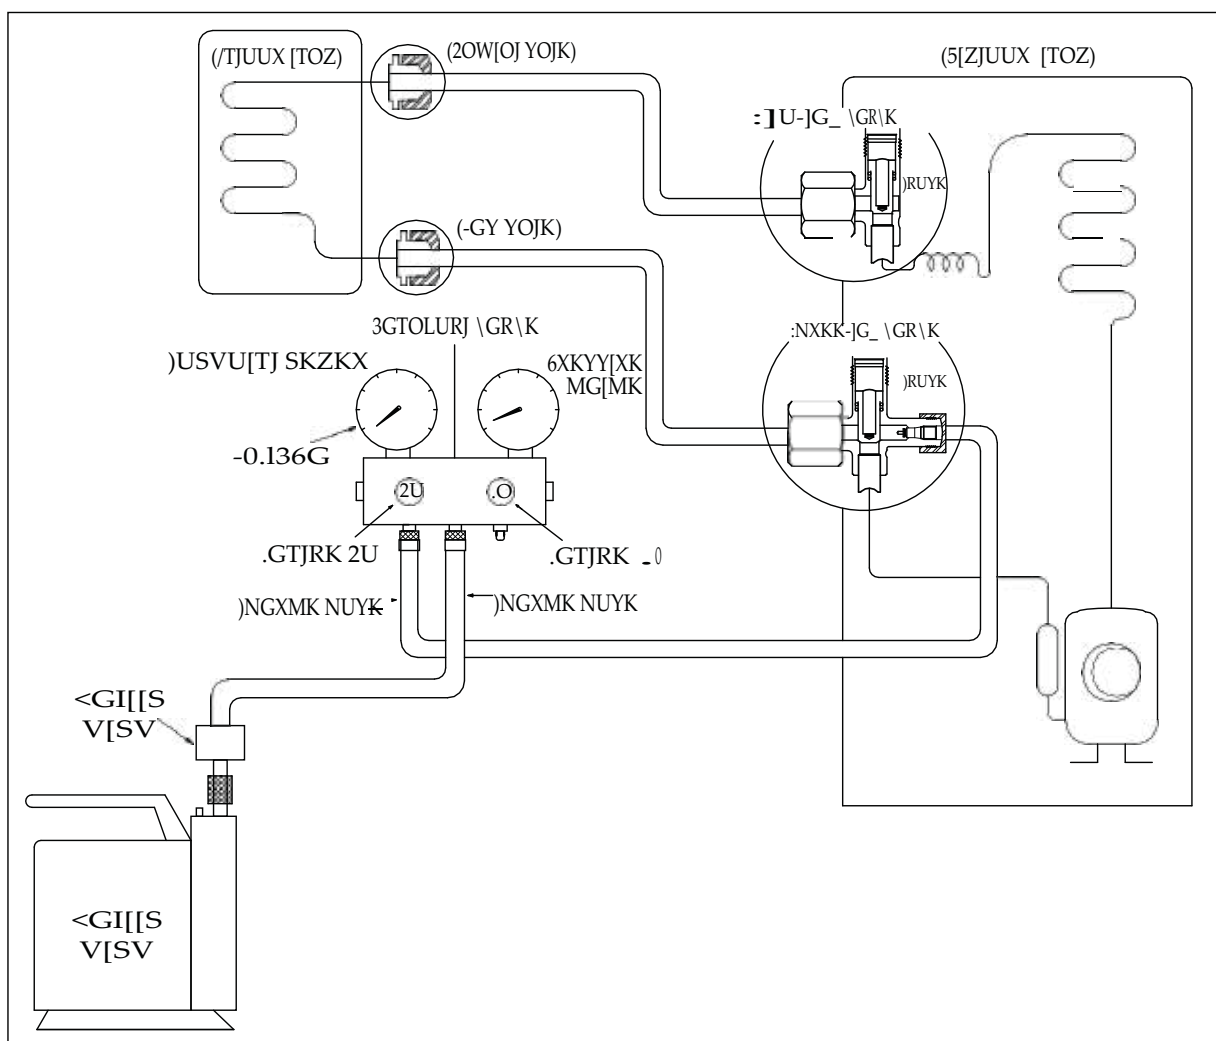 (/TJUUX [TOZ)
(2OW[OJ YOJK)
(5[ZJUUX [TOZ)
:]U-]G_ \GR\K
)RUYK
(-GY YOJK)
3GTOLURJ \GR\K
:NXKK-]G_ \GR\K
)USVU[TJ SKZKX
6XKYY[XK
MG[MK
)RUYK
-0.136G
2U
.O
.GTJRK 2U
.GTJRK .O
)NGXMK NUYK
)NGXMK NUYK
<GI[[S
V[SV
<GI[[S
V[SV